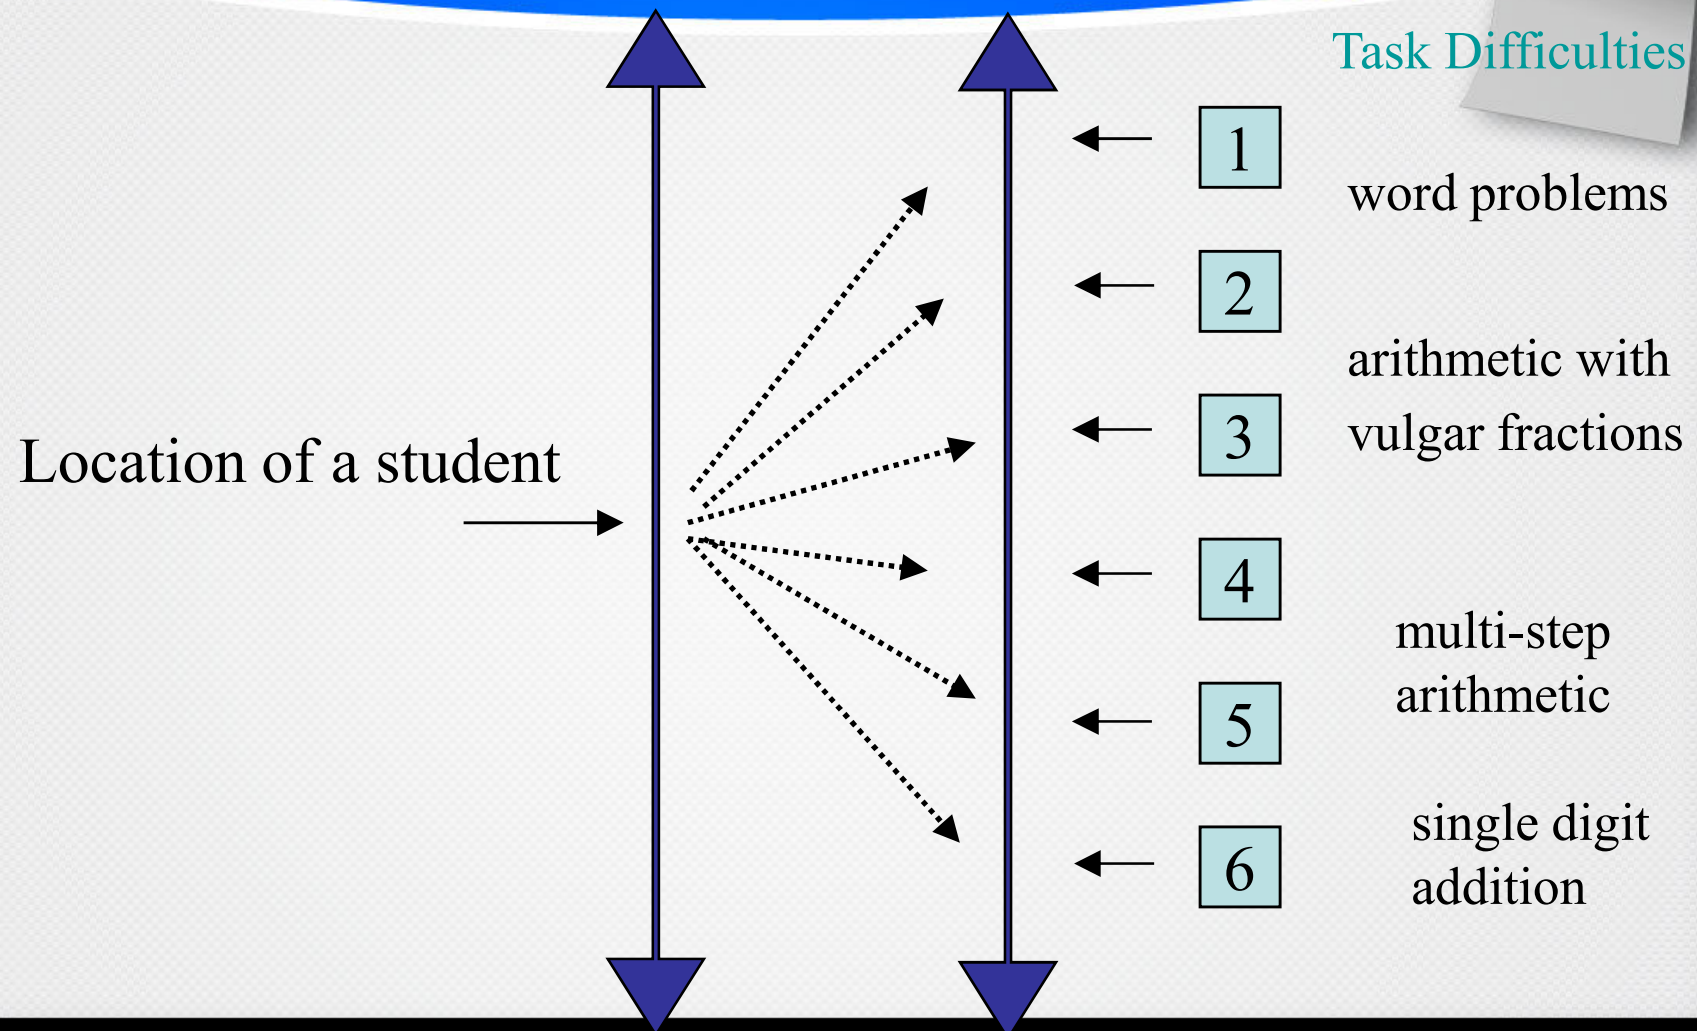 Task Difficulties
1
word problems
2
arithmetic with
3
vulgar fractions
Location of a student
4
multi-step
arithmetic
5
single digit
6
addition